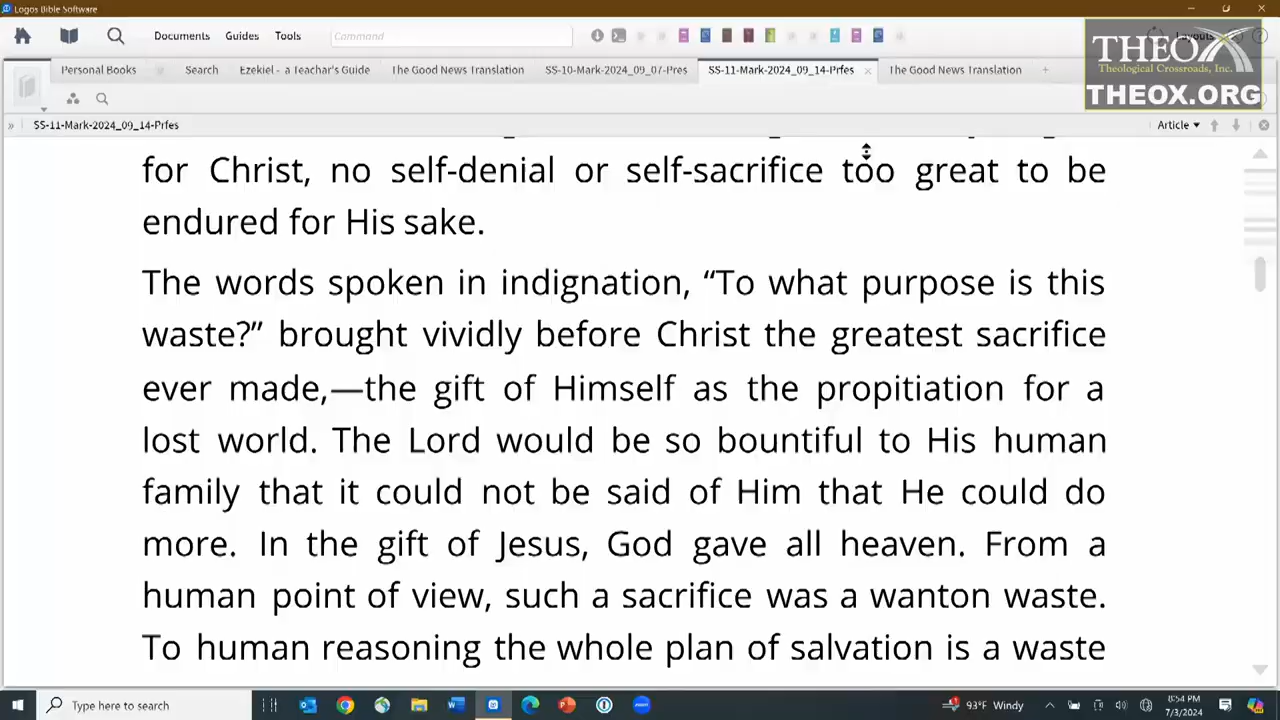 Logos Bible Software
Documents Guides Tools Command
THEOX
Theological Crossroads, Inc.
THEOX.ORG
Personal Books Search Ezekiel - a Teacher's Guide SS-10-Mark-2024_09_07-Pres SS-11-Mark-2024_09_14-Prfes The Good News Translation
SS-11-Mark-2024_09_14-Prfes Article
for Christ, no self-denial or self-sacrifice too great to be
endured for His sake.
The words spoken in indignation, “To what purpose is this
waste?” brought vividly before Christ the greatest sacrifice
ever made,—the gift of Himself as the propitiation for a
lost world. The Lord would be so bountiful to His human
family that it could not be said of Him that He could do
more. In the gift of Jesus, God gave all heaven. From a
human point of view, such a sacrifice was a wanton waste.
To human reasoning the whole plan of salvation is a waste
Type here to search 93°F Windy 8:54 PM
7/3/2024